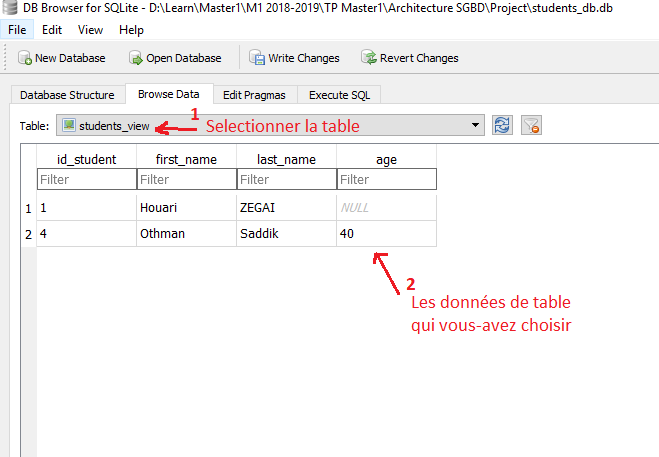 DB Browser for SQLite - D:\Learn\Master1\M1 2018-2019\TP Master1\Architecture SGBD\Project\students_db.db
File Edit View Help
New Database Open Database Write Changes Revert Changes
Database Structure Browse Data Edit Pragmas Execute SQL
Table: students_view 1 Selectionner la table
id_student first_name last_name age
Filter Filter Filter Filter
1 1 Houari ZEGAI NULL
2 4 Othman Saddik 40
2
Les données de table
qui vous-avez choisir